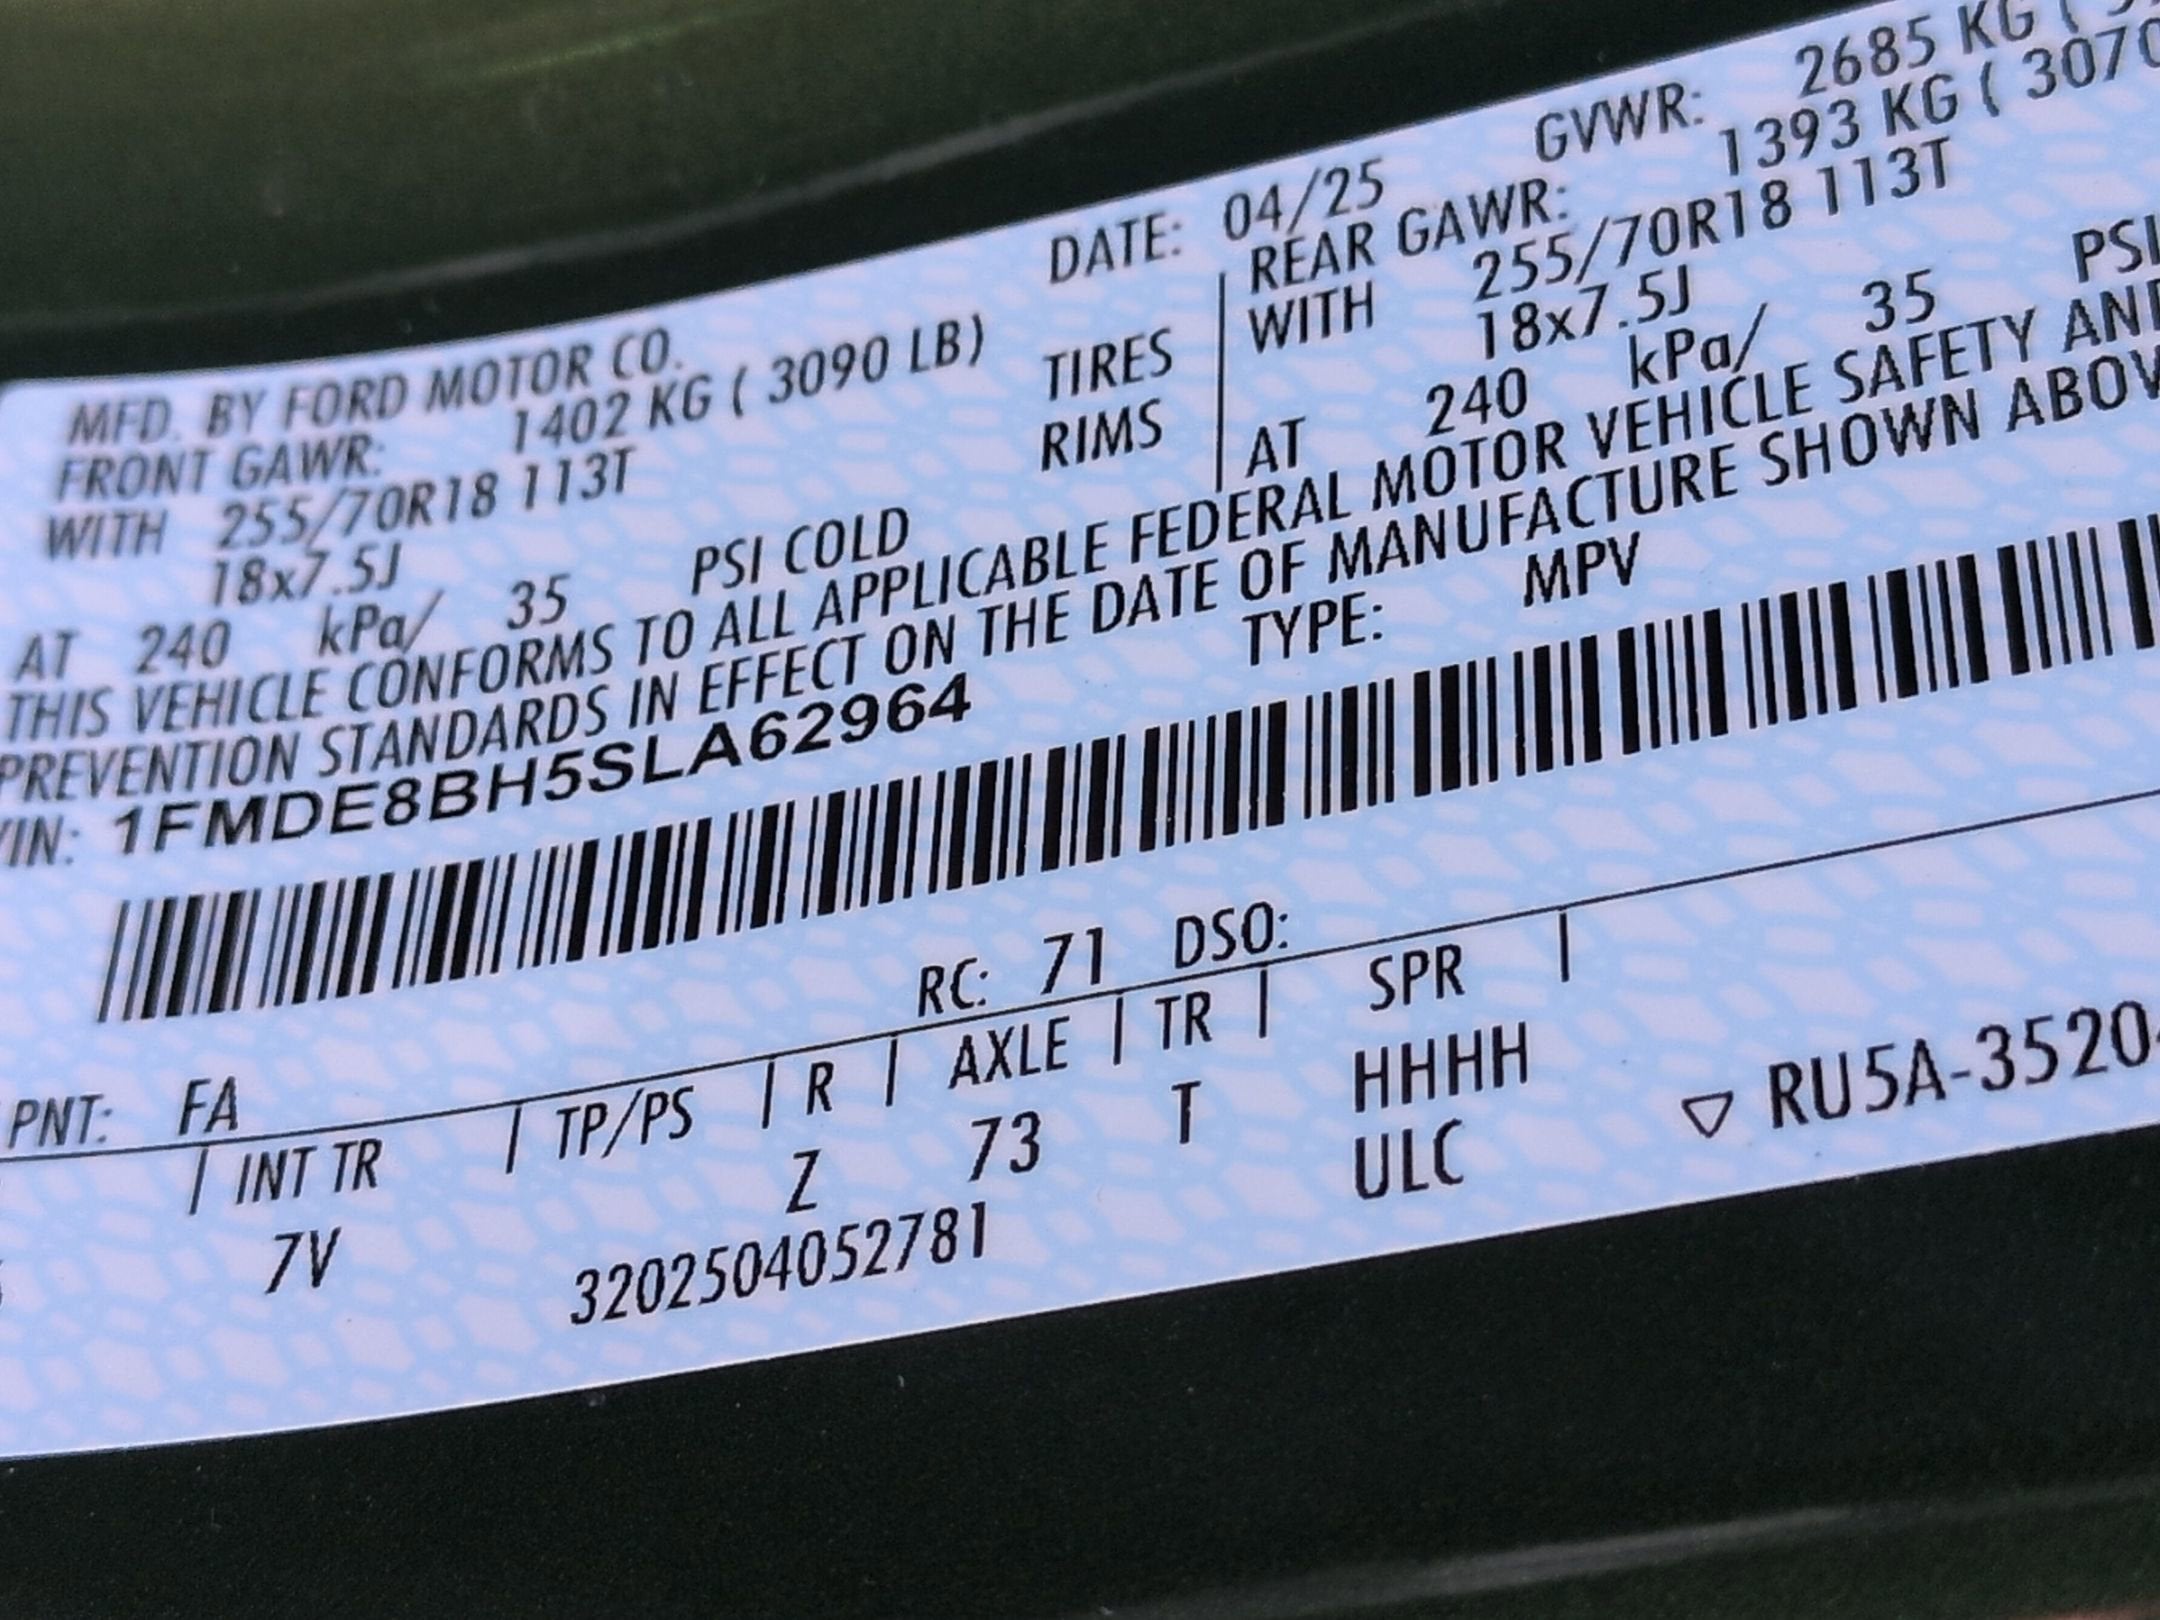 MFD. BY FORD MOTOR CO.
DATE: 04/25 GVWR: 2685 KG (
FRONT GAWR: 1402 KG ( 3090 LB) REAR GAWR: 1393 KG ( 3070
WITH 255/70R18 113T TIRES WITH 255/70R18 113T
18x7.5J RIMS 18x7.5J
AT 240 kPa/ 35 PSI COLD AT 240 kPa/ 35 PSI
THIS VEHICLE CONFORMS TO ALL APPLICABLE FEDERAL MOTOR VEHICLE SAFETY AND
PREVENTION STANDARDS IN EFFECT ON THE DATE OF MANUFACTURE SHOWN ABOV
VIN: 1FMDE8BH5SLA62964 TYPE: MPV
PNT: FA RC: 71 DSO:
| INT TR | TP/PS | R | AXLE | TR | SPR |
7V Z 73 T HHHH
3202504052781 ULC ▽ RU5A-3520